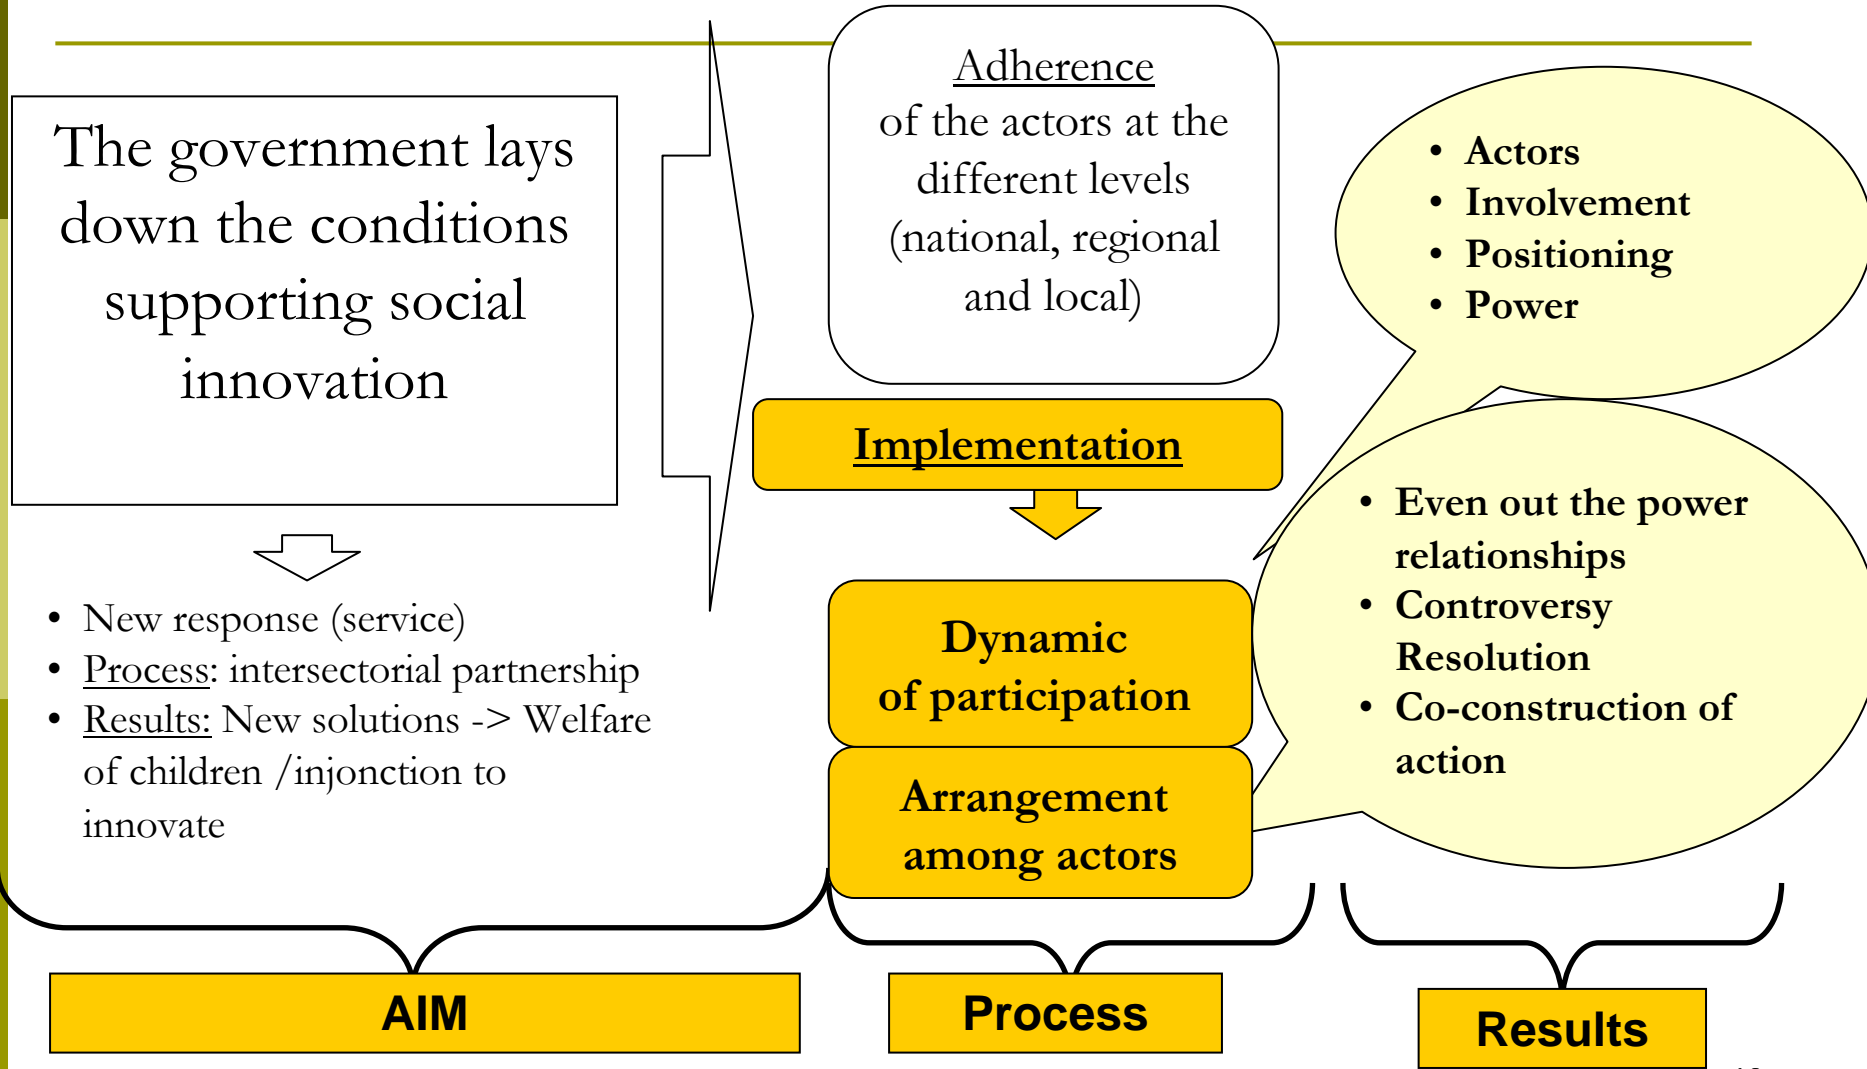 The government lays
down the conditions
supporting social
innovation
• New response (service)
• Process: intersectorial partnership
• Results: New solutions -> Welfare
of children /injonction to
innovate
AIM
Adherence
of the actors at the
different levels
(national, regional
and local)
Implementation
Dynamic
of participation
Arrangement
among actors
Process
• Actors
• Involvement
• Positioning
• Power
• Even out the power
relationships
• Controversy
Resolution
• Co-construction of
action
Results